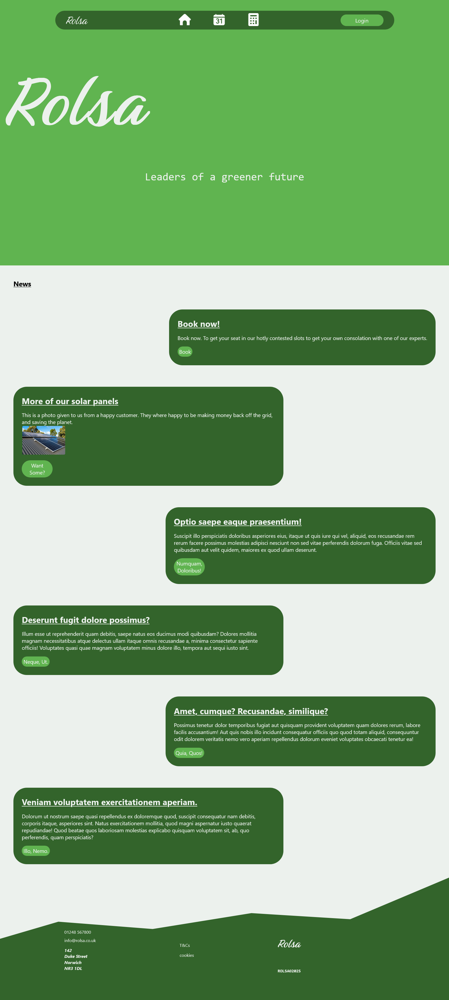 Rolsa
31
Login
Rolsa
Leaders of a greener future
News
Book now!
Book now. To get your seat in our hotly contested slots to get your own consolation with one of our experts.
Book
More of our solar panels
This is a photo given to us from a happy customer. They where happy to be making money back off the grid,
and saving the planet.
Want
Some?
Optio saepe eaque praesentium!
Suscipit illo perspiciatis doloribus asperiores eius, itaque ut quis iure qui vel, aliquid, eos recusandae rem
rerum facere possimus molestias adipisci nesciunt non sed vitae perferendis dolorum fuga. Officiis vitae sed
quibusdam aut velit quidem, maiores ex quod ullam deserunt.
Numquam,
Doloribus!
Deserunt fugit dolore possimus?
Illum esse ut reprehenderit quam debitis, saepe natus eos ducimus modi quibusdam? Dolores mollitia
magnam necessitatibus atque delectus ullam itaque omnis recusandae a, minima consectetur sapiente
officiis! Voluptates quasi quae magnam voluptatem minus dolore illo, tempora aut sequi iusto sint.
Neque, Ut.
Amet, cumque? Recusandae, similique?
Possimus tenetur dolor temporibus fugiat aut quisquam provident voluptatem quam dolores rerum, labore
facilis accusantium! Aut quis nobis illo incidunt consequatur officiis quo quod totam aliquid, consequuntur
odit dolorem veritatis nemo vero aperiam repellendus dolorum eveniet voluptates obcaecati tenetur ea!
Quia, Quos!
Veniam voluptatem exercitationem aperiam.
Dolorum ut nostrum saepe quasi repellendus ex doloremque quod, suscipit consequatur nam debitis,
corporis itaque, asperiores sint. Natus exercitationem mollitia, quod magni aspernatur iusto quaerat
repudiandae! Quod beatae quos laboriosam molestias explicabo quisquam voluptatem sit, ab, quo
perferendis, quam perspiciatis?
Illo, Nemo.
01248 567800
info@rolsa.co.uk
142
Duke Street
Norwich
NR3 1DL
T&Cs
cookies
Rolsa
ROLSA©2025